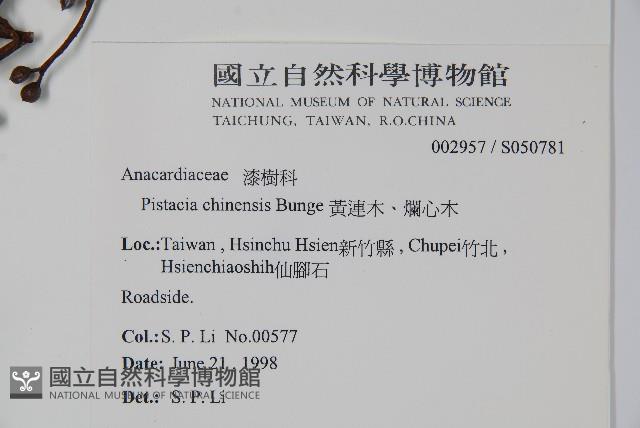 國立自然科學博物館
NATIONAL MUSEUM OF NATURAL SCIENCE
TAICHUNG, TAIWAN, R.O.CHINA
002957 / S050781
Anacardiaceae 漆樹科
Pistacia chinensis Bunge 黃連木、爛心木
Loc.:Taiwan , Hsinchu Hsien新竹縣 , Chupei竹北 ,
Hsienchiaoshih仙腳石
Roadside.
Col.: S. P. Li No.00577
Date: June 21, 1998
國立自然科學博物館
NATIONAL MUSEUM OF NATURAL SCIENCE
Det.: S. P. Li